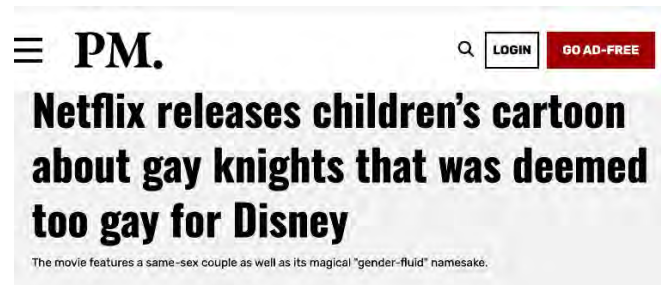 PM.
LOGIN
GO AD-FREE
Netflix releases children's cartoon
about gay knights that was deemed
too gay for Disney
The movie features a same-sex couple as well as its magical "gender-fluid" namesake.